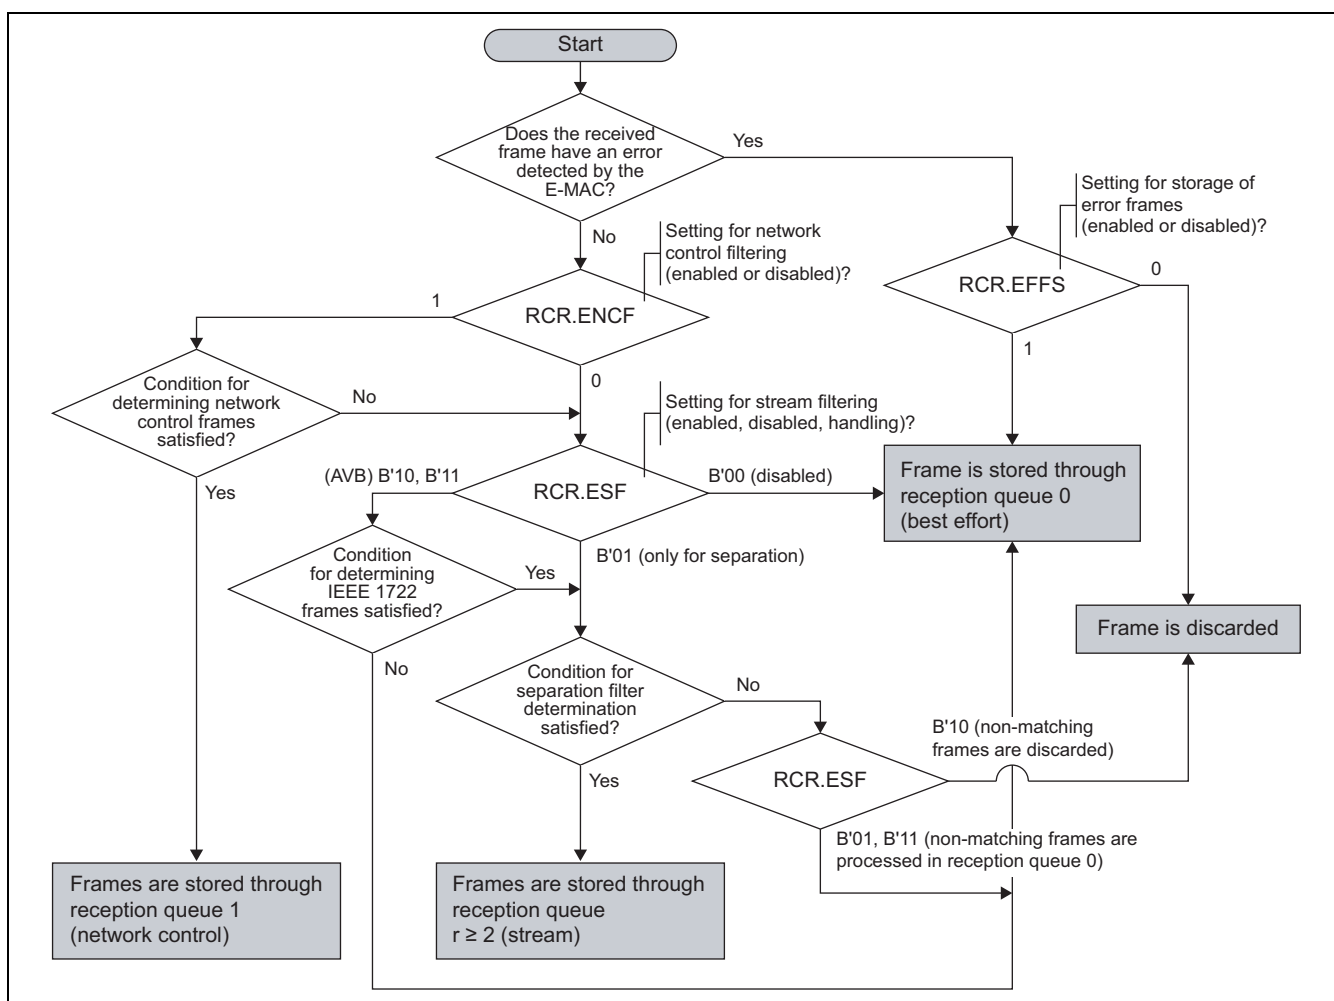 Start
Does the received
frame have an error
detected by the
E-MAC?
Yes
No
Setting for storage of
error frames
(enabled or disabled)?
Setting for network
control filtering
(enabled or disabled)?
RCR.EFFS
0
1
RCR.ENCF
1
0
Condition for
determining network
control frames
satisfied?
No
Yes
Setting for stream filtering
(enabled, disabled, handling)?
(AVB) B'10, B'11
RCR.ESF
B'00 (disabled)
B'01 (only for separation)
Frame is stored through
reception queue 0
(best effort)
Condition
for determining
IEEE 1722
frames satisfied?
Yes
No
Frame is discarded
Condition for
separation filter
determination
satisfied?
No
Yes
B'10 (non-matching
frames are discarded)
RCR.ESF
B'01, B'11 (non-matching frames are
processed in reception queue 0)
Frames are stored through
reception queue 1
(network control)
Frames are stored through
reception queue
r ≥ 2 (stream)